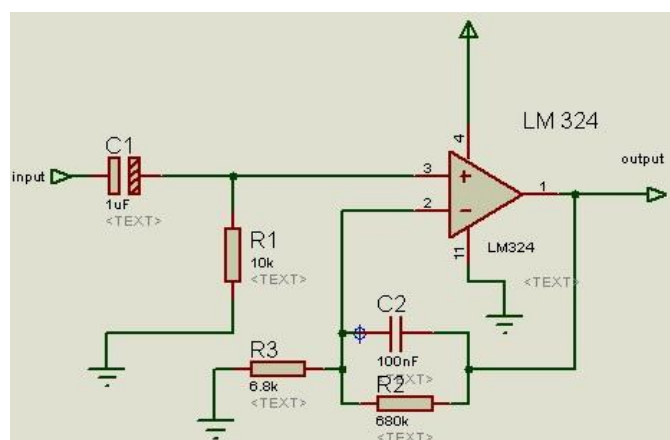 LM 324
4
C1
output
input
3
+
1
1uF
<TEXT>
2
-
R1
11
LM324
10k
<TEXT>
<TEXT>
C2
R3
100nF
<TEXT>
6.8k
R2
<TEXT>
680k
<TEXT>